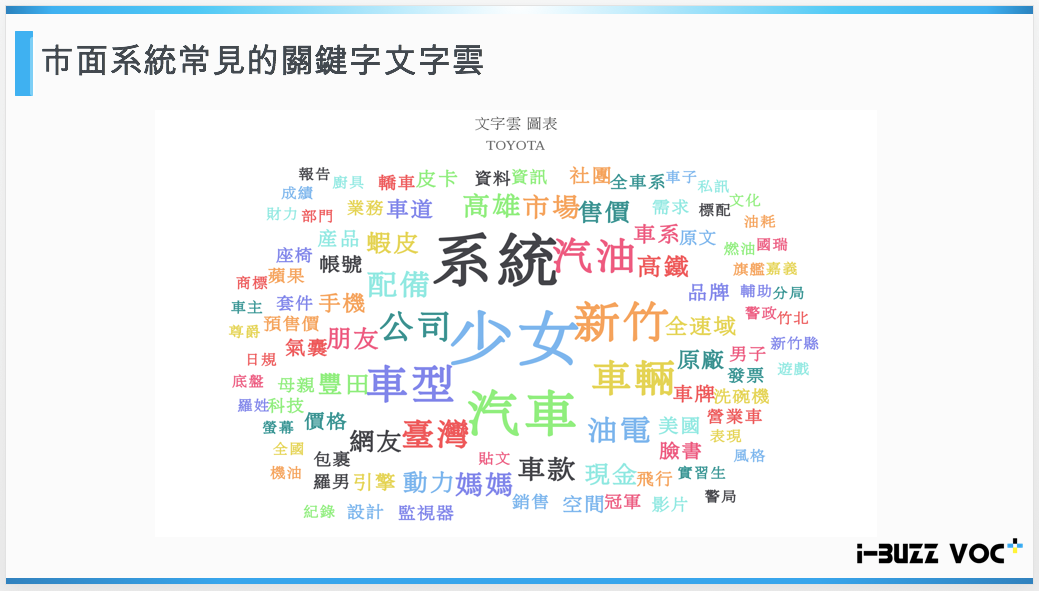 市面系統常見的關鍵字文字雲
文字雲 圖表
TOYOTA
報告 廚具 轎車 皮卡 資料 資訊 社團 全車系 車子 私訊
成績 財力 部門 業務 車道 高雄 市場 售價 需求 標配 文化 油耗
座椅 產品 蝦皮 系統 汽油 車系 原文 燃油 國瑞
商標 蘋果 帳號 配備 高鐵 旗艦 嘉義
車主 套件 手機 品牌 輔助 分局
尊爵 預售價 朋友 公司 少女 新竹 全速域 警政 竹北
日規 氣囊 原廠 男子 新竹縣
底盤 母親 豐田 車型 車輛 發票 遊戲
羅姓 科技 汽車 車牌 洗碗機
螢幕 價格 網友 臺灣 油電 美國 營業車
全國 包裹 貼文 車款 臉書 表現 風格
機油 羅男 引擎 動力 媽媽 現金 飛行 實習生
紀錄 設計 監視器 銷售 空間 冠軍 影片 警局
i-BUZZ VOC+